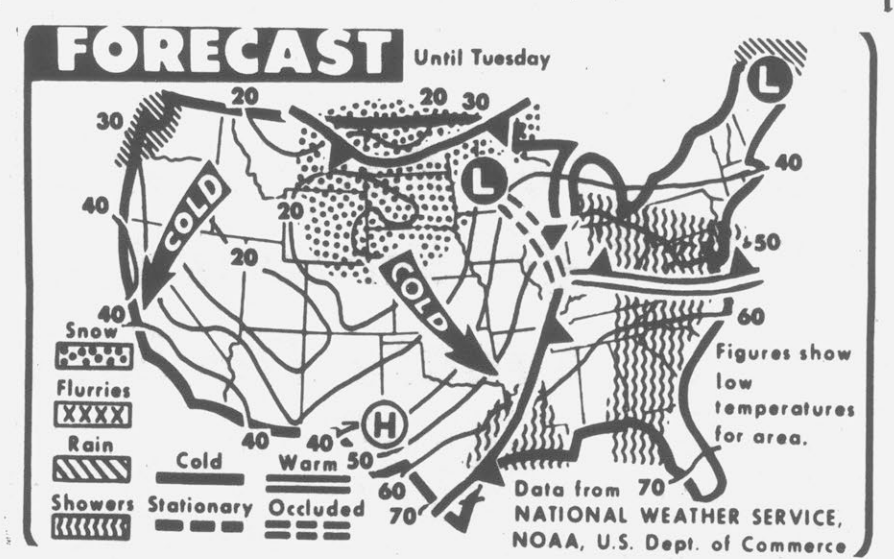 FORECAST
Until Tuesday
20
20
30
30
L
40
L
40
20
COLD
50
20
COLD
40
60
Snow
Figures show
low
temperatures
for area.
Flurries
XXXX
H
Rain
40
40
50
Cold
Warm
60
70
Showers
Stationary
Occluded
70
Data from
NATIONAL WEATHER SERVICE,
NOAA, U.S. Dept. of Commerce